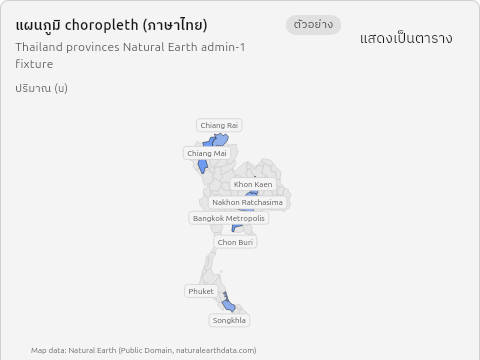 แผนภูมิ choropleth (ภาษาไทย)
ตัวอย่าง
แสดงเป็นตาราง
Thailand provinces Natural Earth admin-1
fixture
ปริมาณ (น)
Chiang Rai
Chiang Mai
Khon Kaen
Nakhon Ratchasima
Bangkok Metropolis
Chon Buri
Phuket
Songkhla
Map data: Natural Earth (Public Domain, naturalearthdata.com)